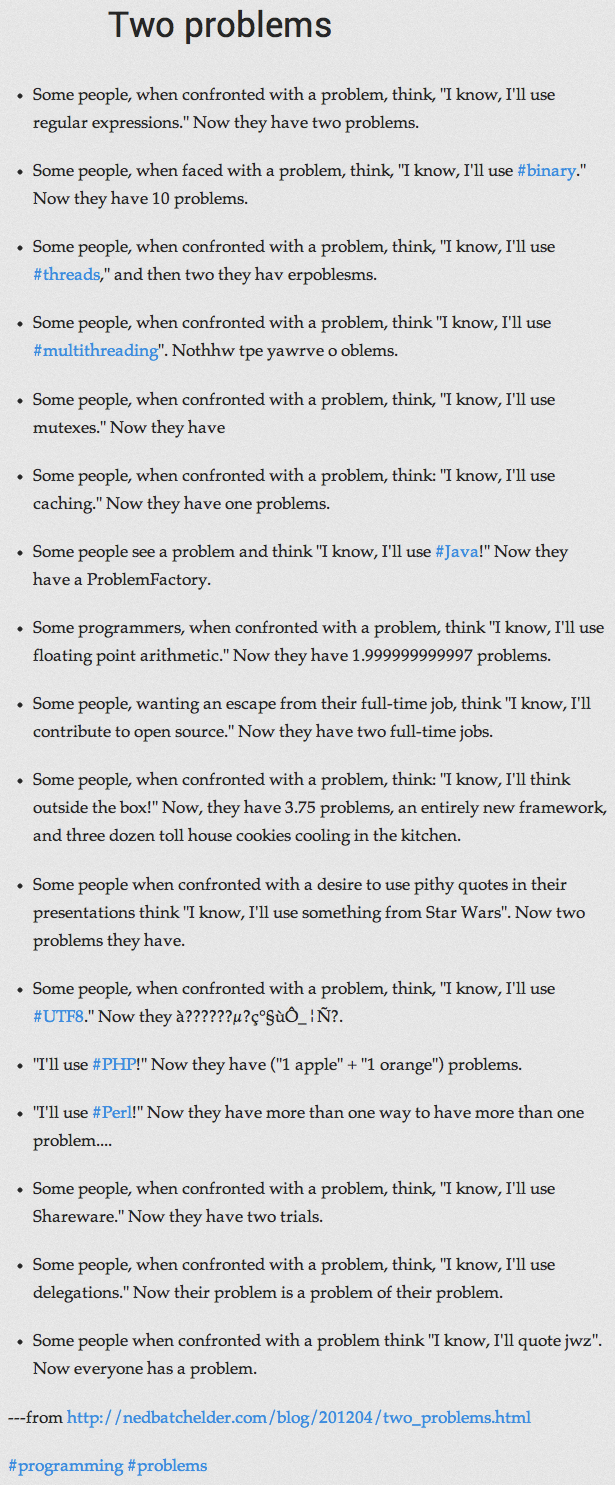 Two problems
• Some people, when confronted with a problem, think, "I know, I'll use
regular expressions." Now they have two problems.
• Some people, when faced with a problem, think, "I know, I'll use #binary."
Now they have 10 problems.
• Some people, when confronted with a problem, think, "I know, I'll use
#threads," and then two they hav erpoblesms.
• Some people, when confronted with a problem, think "I know, I'll use
#multithreading". Nothhw tpe yawrve o oblems.
• Some people, when confronted with a problem, think, "I know, I'll use
mutexes." Now they have
• Some people, when confronted with a problem, think: "I know, I'll use
caching." Now they have one problems.
• Some people see a problem and think "I know, I'll use #Java!" Now they
have a ProblemFactory.
• Some programmers, when confronted with a problem, think "I know, I'll use
floating point arithmetic." Now they have 1.999999999997 problems.
• Some people, wanting an escape from their full-time job, think "I know, I'll
contribute to open source." Now they have two full-time jobs.
• Some people, when confronted with a problem, think: "I know, I'll think
outside the box!" Now, they have 3.75 problems, an entirely new framework,
and three dozen toll house cookies cooling in the kitchen.
• Some people when confronted with a desire to use pithy quotes in their
presentations think "I know, I'll use something from Star Wars". Now two
problems they have.
• Some people, when confronted with a problem, think, "I know, I'll use
#UTF8." Now they à??????µ?çº§ùÔ_¦Ñ?.
• "I'll use #PHP!" Now they have ("1 apple" + "1 orange") problems.
• "I'll use #Perl!" Now they have more than one way to have more than one
problem....
• Some people, when confronted with a problem, think, "I know, I'll use
Shareware." Now they have two trials.
• Some people, when confronted with a problem, think, "I know, I'll use
delegations." Now their problem is a problem of their problem.
• Some people when confronted with a problem think "I know, I'll quote jwz".
Now everyone has a problem.
---from http://nedbatchelder.com/blog/201204/two_problems.html
#programming #problems